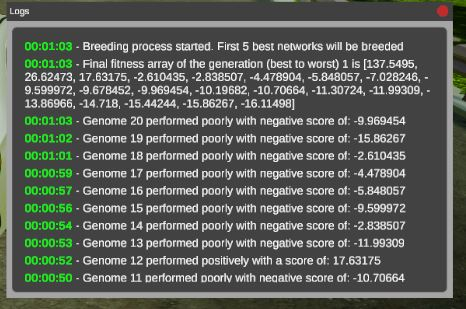 Logs
00:01:03 - Breeding process started. First 5 best networks will be breeded
00:01:03 - Final fitness array of the generation (best to worst) 1 is [137.5495,
26.62473, 17.63175, -2.610435, -2.838507, -4.478904, -5.848057, -7.028246, -
9.599972, -9.678452, -9.969454, -10.19682, -10.70664, -11.30724, -11.99309, -
13.86966, -14.718, -15.44244, -15.86267, -16.11498]
00:01:03 - Genome 20 performed poorly with negative score of: -9.969454
00:01:02 - Genome 19 performed poorly with negative score of: -15.86267
00:01:01 - Genome 18 performed poorly with negative score of: -2.610435
00:00:59 - Genome 17 performed poorly with negative score of: -4.478904
00:00:57 - Genome 16 performed poorly with negative score of: -5.848057
00:00:56 - Genome 15 performed poorly with negative score of: -9.599972
00:00:54 - Genome 14 performed poorly with negative score of: -2.838507
00:00:53 - Genome 13 performed poorly with negative score of: -11.99309
00:00:52 - Genome 12 performed positively with a score of: 17.63175
00:00:50 - Genome 11 performed poorly with negative score of: -10.70664